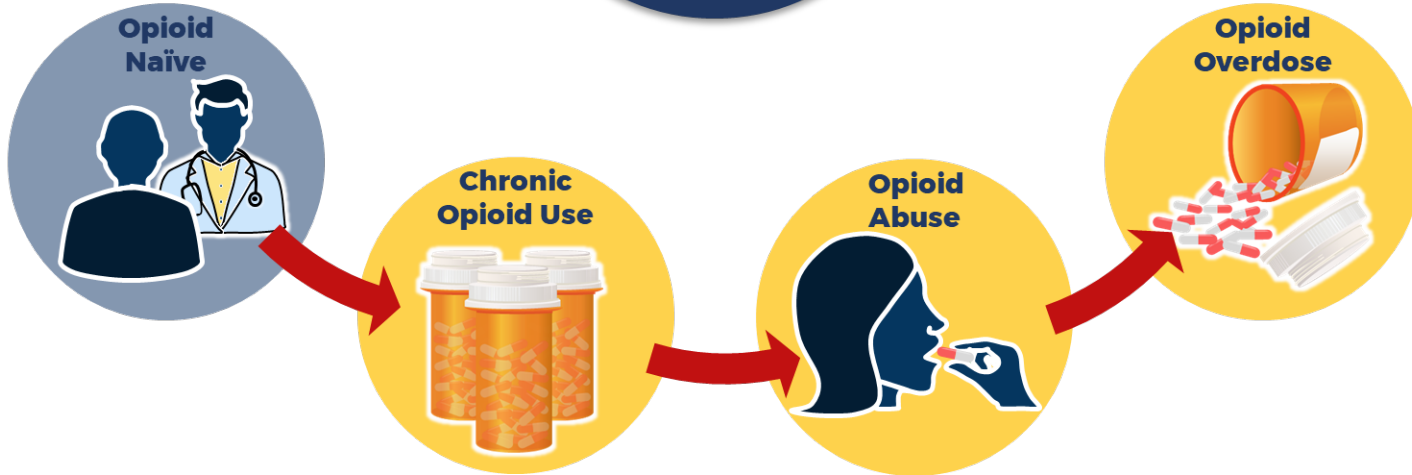 Opioid
Naïve
Chronic
Opioid Use
Opioid
Abuse
Opioid
Overdose